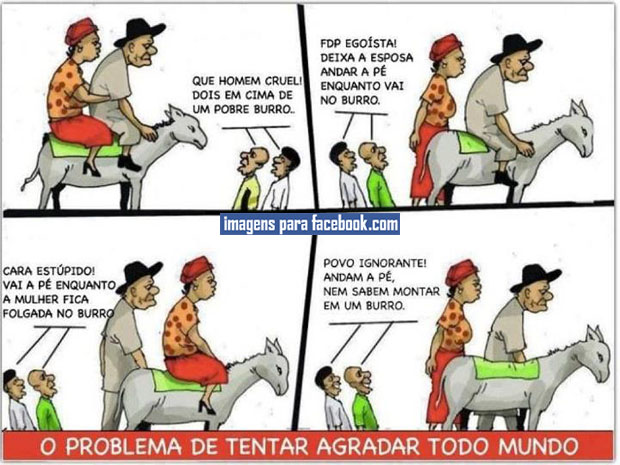 QUE HOMEM CRUEL!
DOIS EM CIMA DE
UM POBRE BURRO..
FDP EGOÍSTA!
DEIXA A ESPOSA
ANDAR A PÉ
ENQUANTO VAI
NO BURRO.
imagens para facebook.com
CARA ESTÚPIDO!
VAI A PÉ ENQUANTO
A MULHER FICA
FOLGADA NO BURRO
POVO IGNORANTE!
ANDAM A PÉ,
NEM SABEM MONTAR
EM UM BURRO.
O PROBLEMA DE TENTAR AGRADAR TODO MUNDO